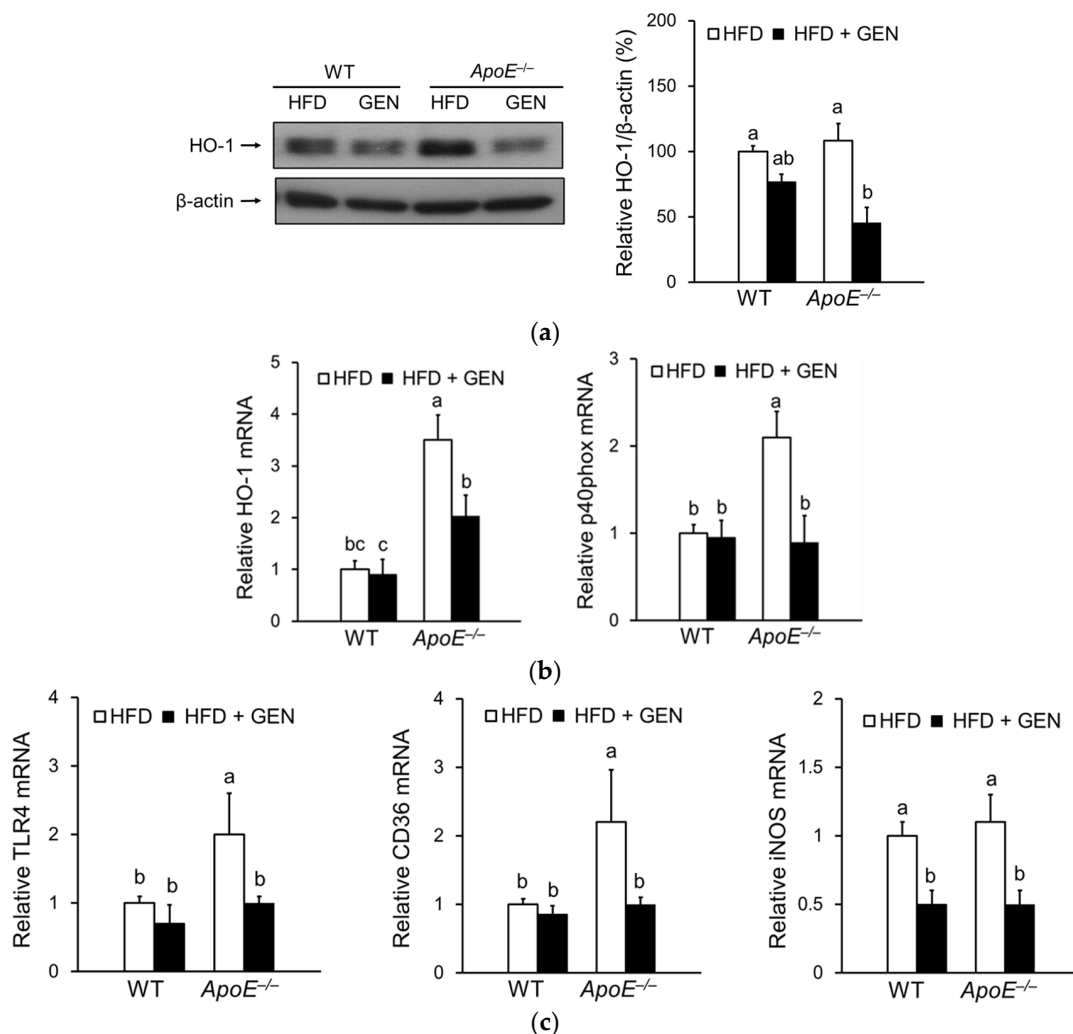 WT ApoE–/–
HFD GEN HFD GEN
HO-1
β-actin
Relative HO-1/β-actin (%)
HFD HFD + GEN
200
150
100
50
0
a
ab
a
b
WT ApoE–/–
(a)
Relative HO-1 mRNA
HFD HFD + GEN
5
4
3
2
1
0
bc
c
a
b
WT ApoE–/–
Relative p40phox mRNA
HFD HFD + GEN
3
2
1
0
b
b
a
b
WT ApoE–/–
(b)
Relative TLR4 mRNA
HFD HFD + GEN
4
3
2
1
0
b
b
a
b
WT ApoE–/–
Relative CD36 mRNA
HFD HFD + GEN
4
3
2
1
0
b
b
a
b
WT ApoE–/–
Relative iNOS mRNA
HFD HFD + GEN
2
1.5
1
0.5
0
a
b
a
b
WT ApoE–/–
(c)